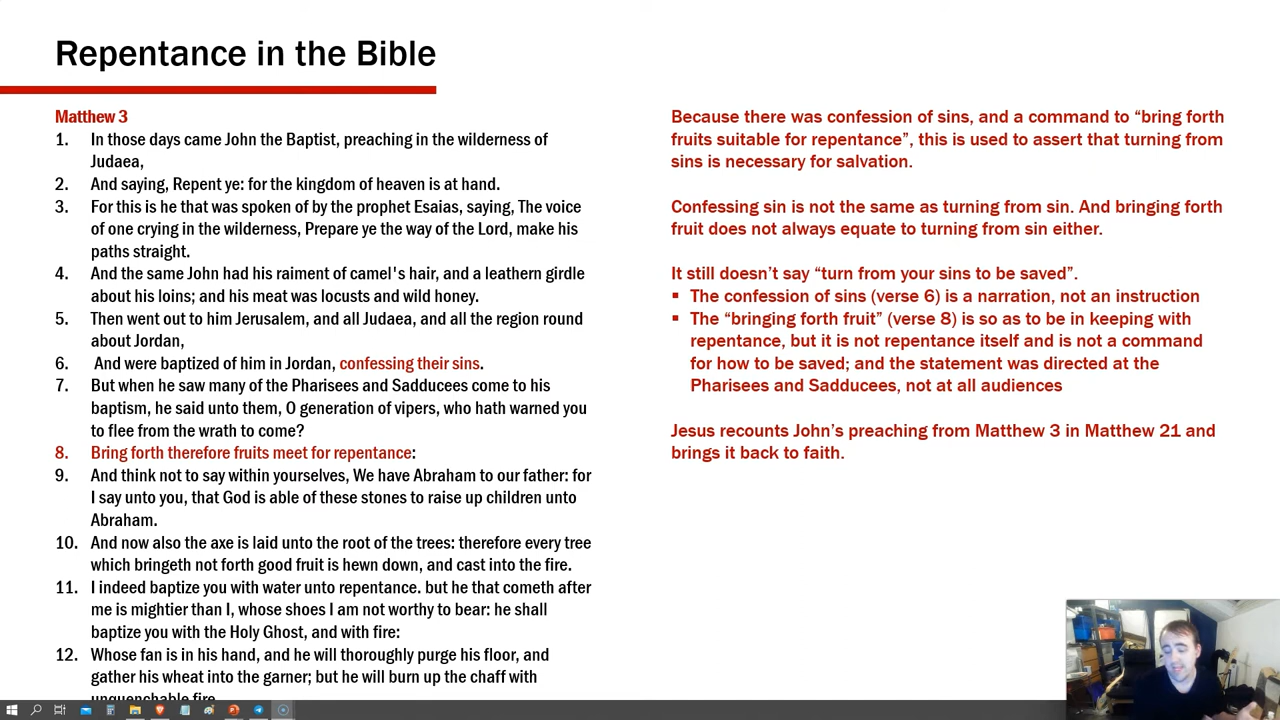 Repentance in the Bible
Matthew 3
1. In those days came John the Baptist, preaching in the wilderness of
Judaea,
2. And saying, Repent ye: for the kingdom of heaven is at hand.
3. For this is he that was spoken of by the prophet Esaias, saying, The voice
of one crying in the wilderness, Prepare ye the way of the Lord, make his
paths straight.
4. And the same John had his raiment of camel's hair, and a leathern girdle
about his loins; and his meat was locusts and wild honey.
5. Then went out to him Jerusalem, and all Judaea, and all the region round
about Jordan,
6. And were baptized of him in Jordan, confessing their sins.
7. But when he saw many of the Pharisees and Sadducees come to his
baptism, he said unto them, O generation of vipers, who hath warned you
to flee from the wrath to come?
8. Bring forth therefore fruits meet for repentance:
9. And think not to say within yourselves, We have Abraham to our father: for
I say unto you, that God is able of these stones to raise up children unto
Abraham.
10. And now also the axe is laid unto the root of the trees: therefore every tree
which bringeth not forth good fruit is hewn down, and cast into the fire.
11. I indeed baptize you with water unto repentance. but he that cometh after
me is mightier than I, whose shoes I am not worthy to bear: he shall
baptize you with the Holy Ghost, and with fire:
12. Whose fan is in his hand, and he will thoroughly purge his floor, and
gather his wheat into the garner; but he will burn up the chaff with
unquenchable fire
Because there was confession of sins, and a command to “bring forth
fruits suitable for repentance”, this is used to assert that turning from
sins is necessary for salvation.
Confessing sin is not the same as turning from sin. And bringing forth
fruit does not always equate to turning from sin either.
It still doesn’t say “turn from your sins to be saved”.
▪ The confession of sins (verse 6) is a narration, not an instruction
▪ The “bringing forth fruit” (verse 8) is so as to be in keeping with
repentance, but it is not repentance itself and is not a command
for how to be saved; and the statement was directed at the
Pharisees and Sadducees, not at all audiences
Jesus recounts John’s preaching from Matthew 3 in Matthew 21 and
brings it back to faith.